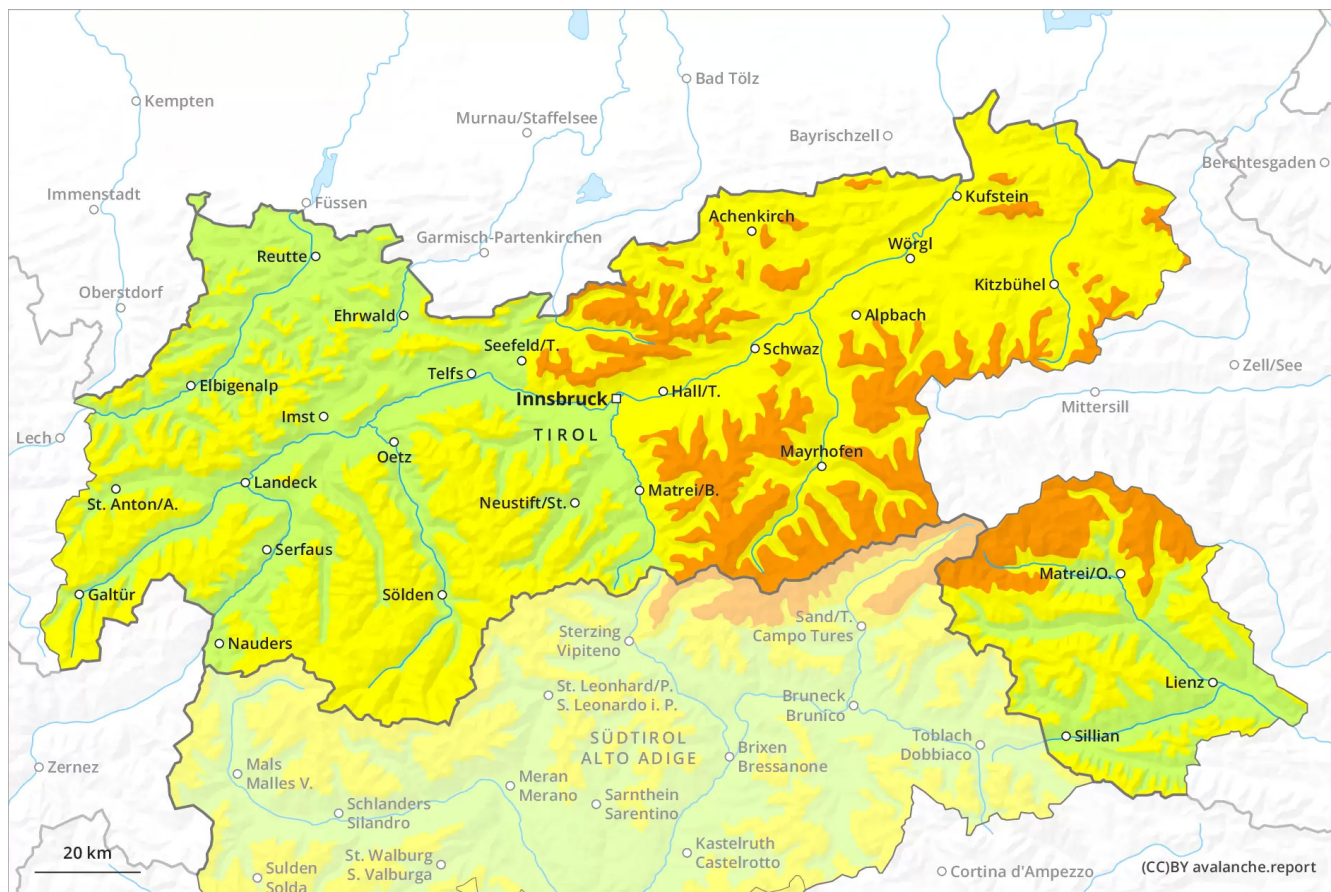 Kempten
Bad Tölz
Murnau/Staffelsee
Bayrischzell
Berchtesgaden
Immenstadt
Füssen
Kufstein
Achenkirch
Garmisch-Partenkirchen
Wörgl
Reutte
Oberstdorf
Kitzbühel
Ehrwald
Alpbach
Seefeld/T.
Schwaz
Zell/See
Telfs
Elbigenalp
Innsbruck
Hall/T.
Mittersill
Imst
TIROL
Lech
Oetz
Mayrhofen
Landeck
Matrei/B.
St. Anton/A.
Neustift/St.
Serfaus
Matrei/O.
Galtür
Sölden
Sand/T.
Campo Tures
Sterzing
Vipiteno
Nauders
Lienz
St. Leonhard/P.
S. Leonardo i. P.
Bruneck
Brunico
SÜDTIROL
ALTO ADIGE
Toblach
Dobbiaco
Sillian
Brixen
Bressanone
Zernez
Mals
Malles V.
Meran
Merano
Sarnthein
Sarentino
Schlanders
Silandro
Kastelruth
Castelrotto
20 km
St. Walburg
S. Valburga
Sulden
Solda
Cortina d'Ampezzo
(CC)BY avalanche.report